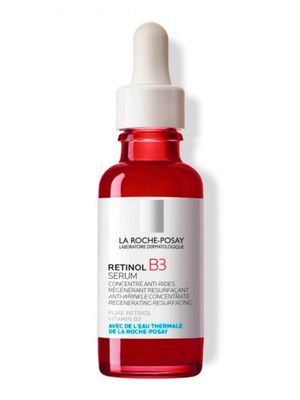 LA ROCHE-POSAY
LABORATOIRE DERMATOLOGIQUE
RETINOL B3
SERUM
CONCENTRÉ ANTI-RIDES
RÉGÉNÉRANT RESURFAÇANT
ANTI-WRINKLE CONCENTRATE
REGENERATING RESURFACING
PURE RETINOL
VITAMIN B3
AVEC DE L'EAU THERMALE
DE LA ROCHE-POSAY